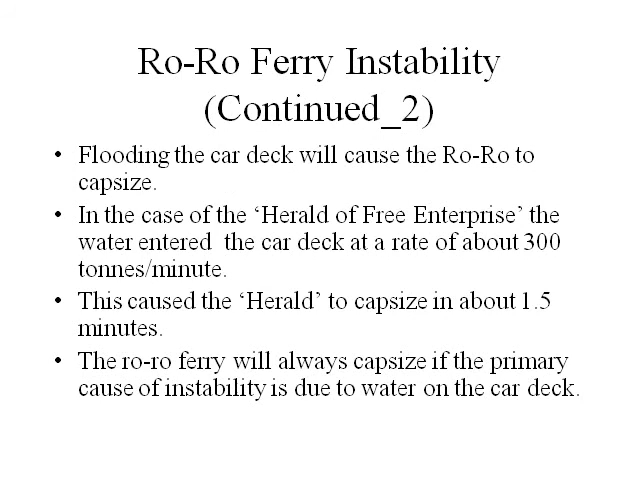 Ro-Ro Ferry Instability
(Continued_2)
• Flooding the car deck will cause the Ro-Ro to
capsize.
• In the case of the ‘Herald of Free Enterprise’ the
water entered  the car deck at a rate of about 300
tonnes/minute.
• This caused the ‘Herald’ to capsize in about 1.5
minutes.
• The ro-ro ferry will always capsize if the primary
cause of instability is due to water on the car deck.